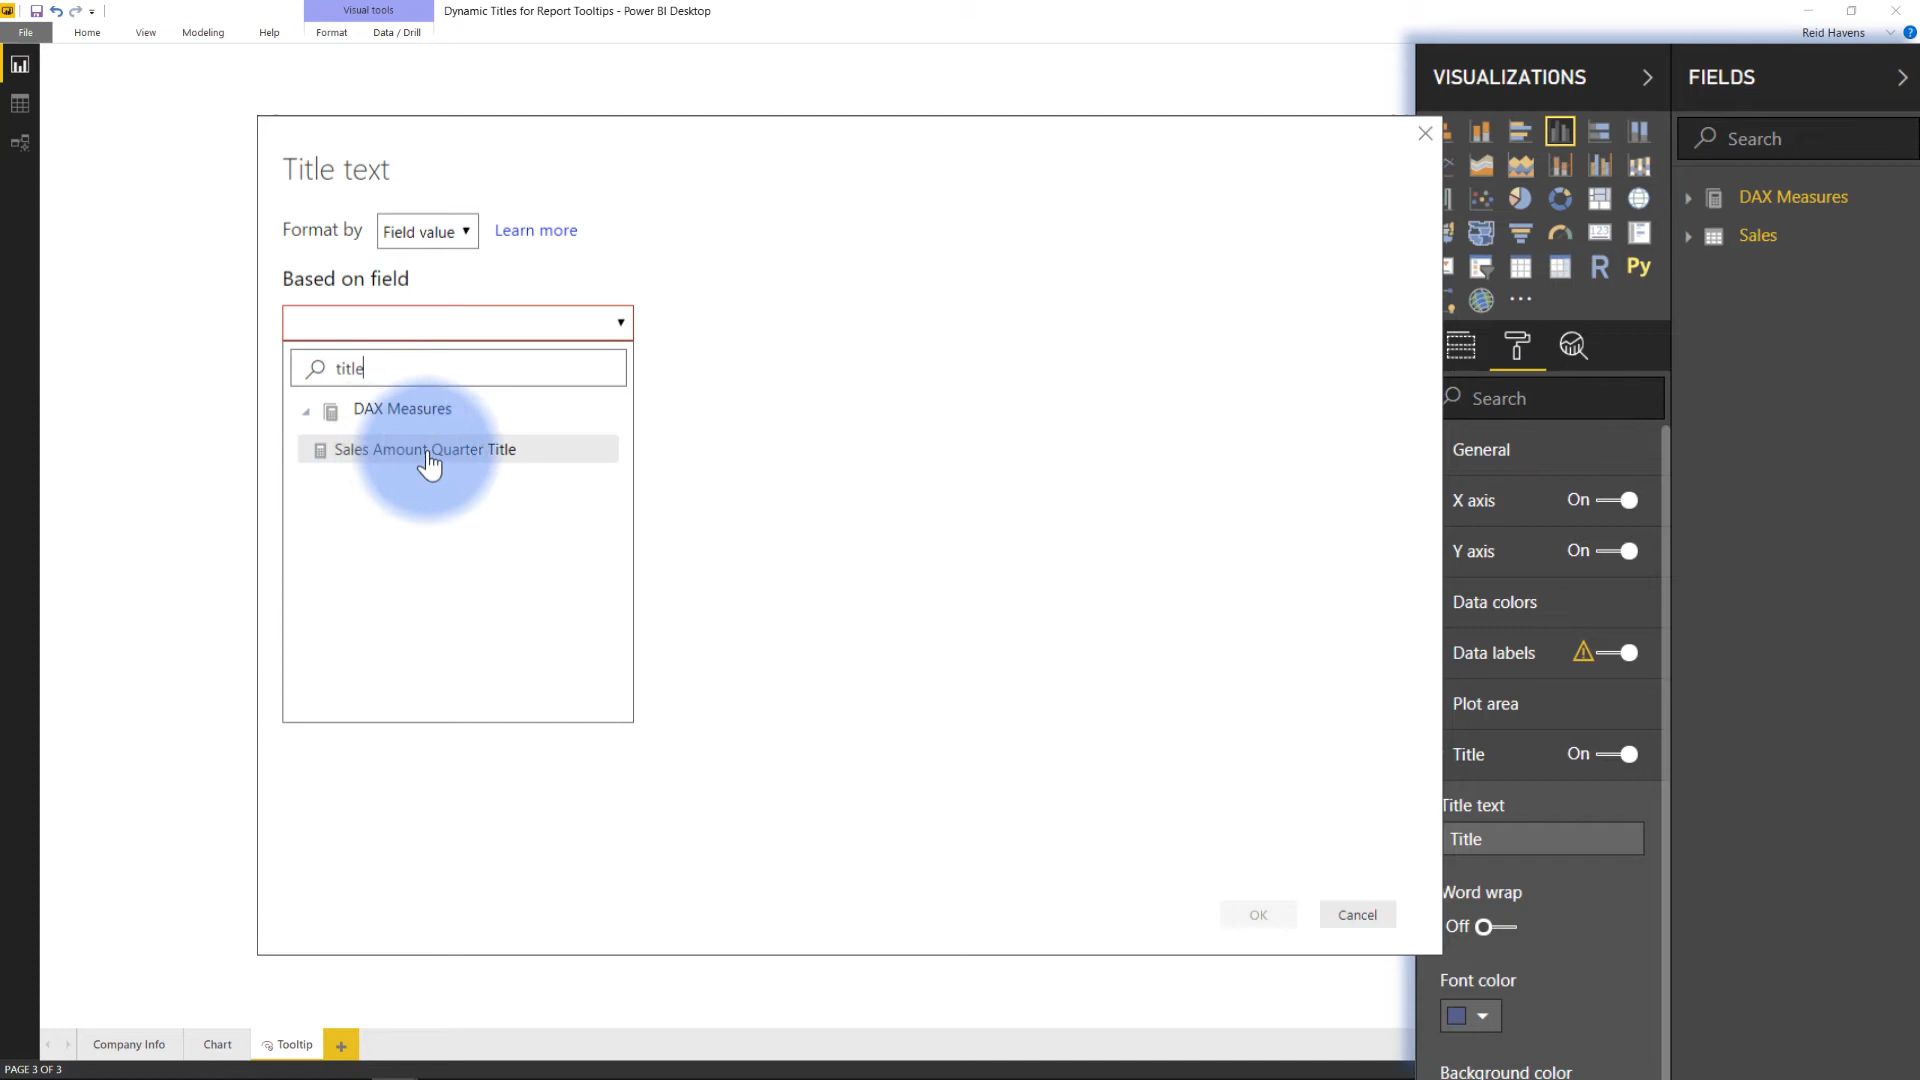 Visual tools
Dynamic Titles for Report Tooltips - Power BI Desktop
File
Home
View
Modeling
Help
Format
Data / Drill
Reid Havens
?
VISUALIZATIONS
FIELDS
Search
DAX Measures
Sales
123
R
Py
Search
General
X axis
On
Y axis
On
Data colors
Data labels
Plot area
Title
On
Title text
Title
Word wrap
Off
Font color
Background color
Title text
Format by
Field value
Learn more
Based on field
title
DAX Measures
Sales Amount Quarter Title
OK
Cancel
Company Info
Chart
Tooltip
PAGE 3 OF 3